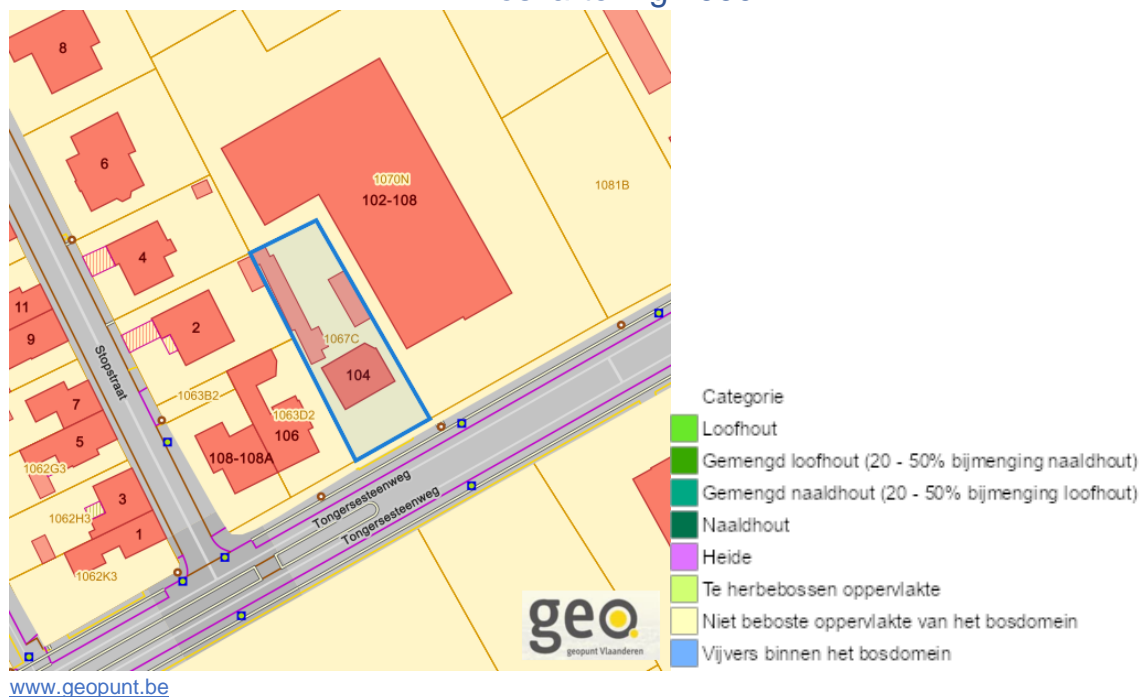 8
6
1070N
102-108
1081B
4
11
2
9
1067C
Stopstraat
104
1063B2
7
1063D2
106
5
108-108A
1062G3
3
1062H3
1
Tongersesteenweg
Tongersesteenweg
1062K3
geo
geopunt Vlaanderen
Categorie
Loofhout
Gemengd loofhout (20 - 50% bijmenging naaldhout)
Gemengd naaldhout (20 - 50% bijmenging loofhout)
Naaldhout
Heide
Te herbebossen oppervlakte
Niet beboste oppervlakte van het bosdomein
Vijvers binnen het bosdomein
www.geopunt.be